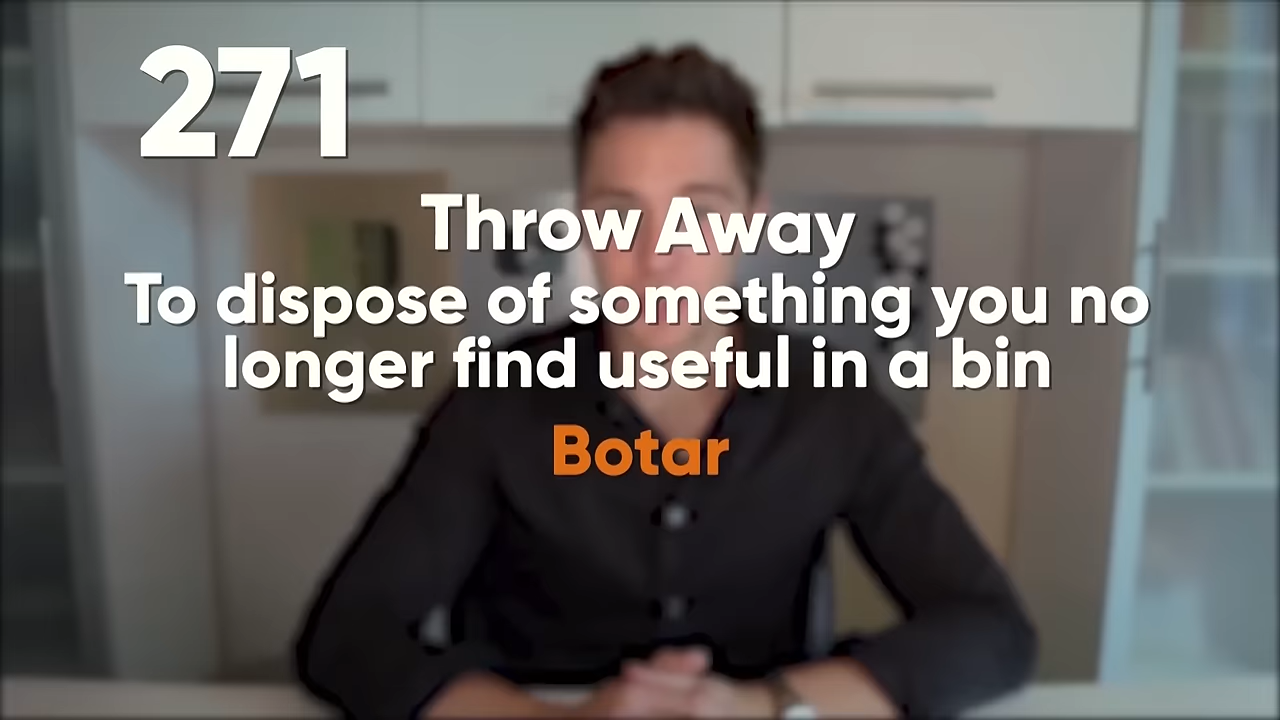 271
Throw Away
To dispose of something you no
longer find useful in a bin
Botar